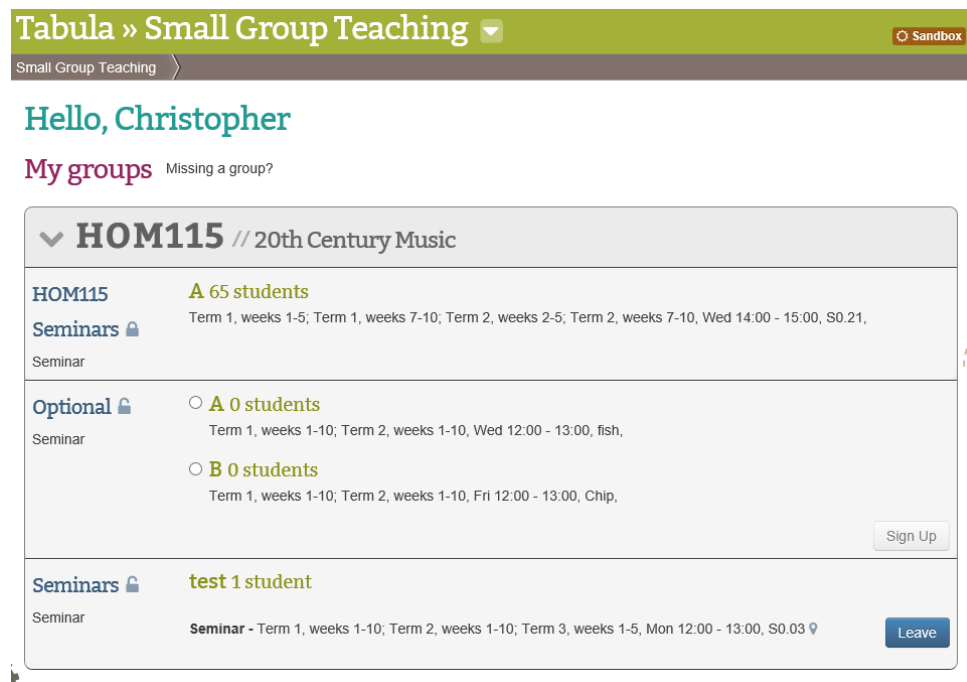 Tabula » Small Group Teaching
Sandbox
Small Group Teaching
Hello, Christopher
My groups Missing a group?
HOM115 // 20th Century Music
HOM115
Seminars
Seminar
A 65 students
Term 1, weeks 1-5; Term 1, weeks 7-10; Term 2, weeks 2-5; Term 2, weeks 7-10, Wed 14:00 - 15:00, S0.21,
Optional
Seminar
A 0 students
Term 1, weeks 1-10; Term 2, weeks 1-10, Wed 12:00 - 13:00, fish,
B 0 students
Term 1, weeks 1-10; Term 2, weeks 1-10, Fri 12:00 - 13:00, Chip,
Sign Up
Seminars
Seminar
test 1 student
Seminar - Term 1, weeks 1-10; Term 2, weeks 1-10; Term 3, weeks 1-5, Mon 12:00 - 13:00, S0.03
Leave